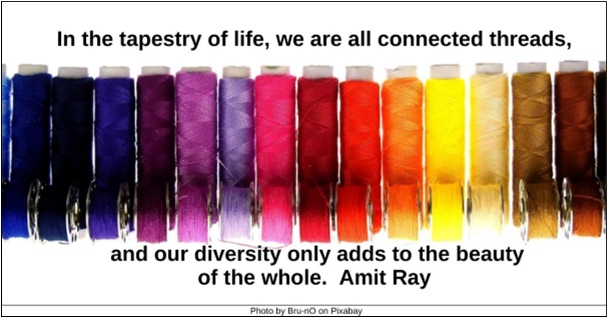 In the tapestry of life, we are all connected threads,
and our diversity only adds to the beauty
of the whole.  Amit Ray
Photo by Bru-nO on Pixabay